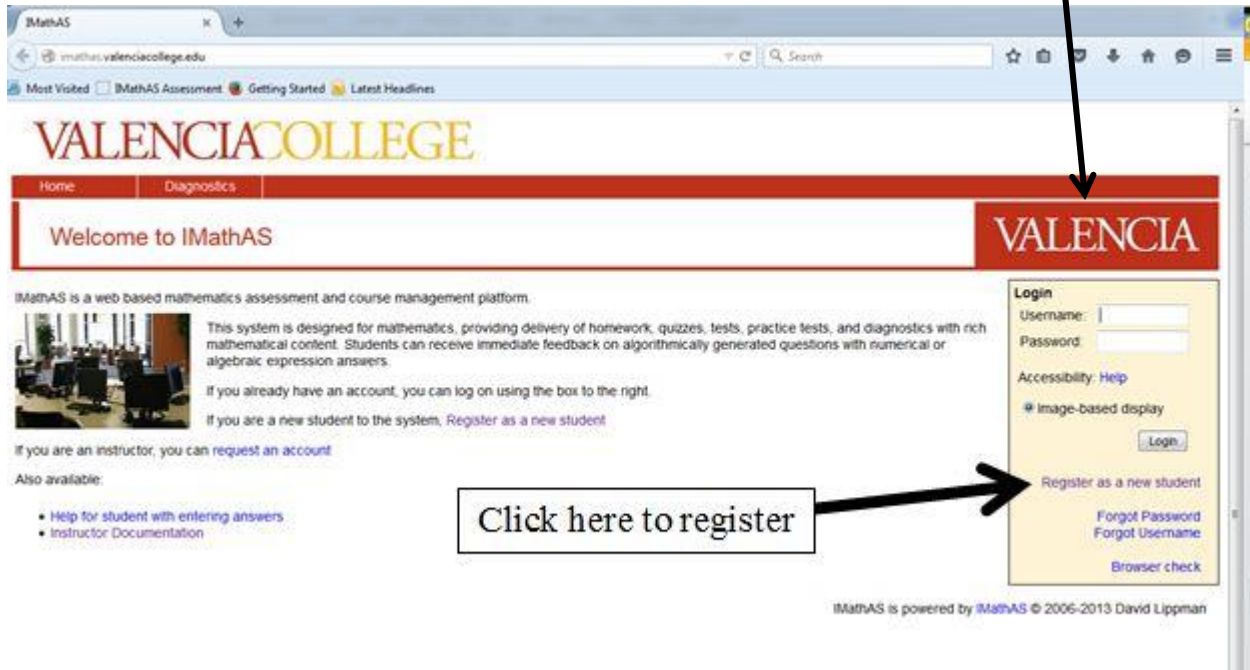 IMathAS
imathas.valenciacollege.edu
Search
Most Visited IMathAS Assessment Getting Started Latest Headlines
VALENCIACOLLEGE
Home Diagnostics
Welcome to IMathAS
VALENCIA
IMathAS is a web based mathematics assessment and course management platform.
This system is designed for mathematics, providing delivery of homework, quizzes, tests, practice tests, and diagnostics with rich
mathematical content. Students can receive immediate feedback on algorithmically generated questions with numerical or
algebraic expression answers.
If you already have an account, you can log on using the box to the right.
If you are a new student to the system, Register as a new student
If you are an instructor, you can request an account
Also available:
• Help for student with entering answers
• Instructor Documentation
Login
Username:
Password:
Accessibility: Help
Image-based display
Login
Register as a new student
Forgot Password
Forgot Username
Browser check
Click here to register
IMathAS is powered by IMathAS © 2006-2013 David Lippman